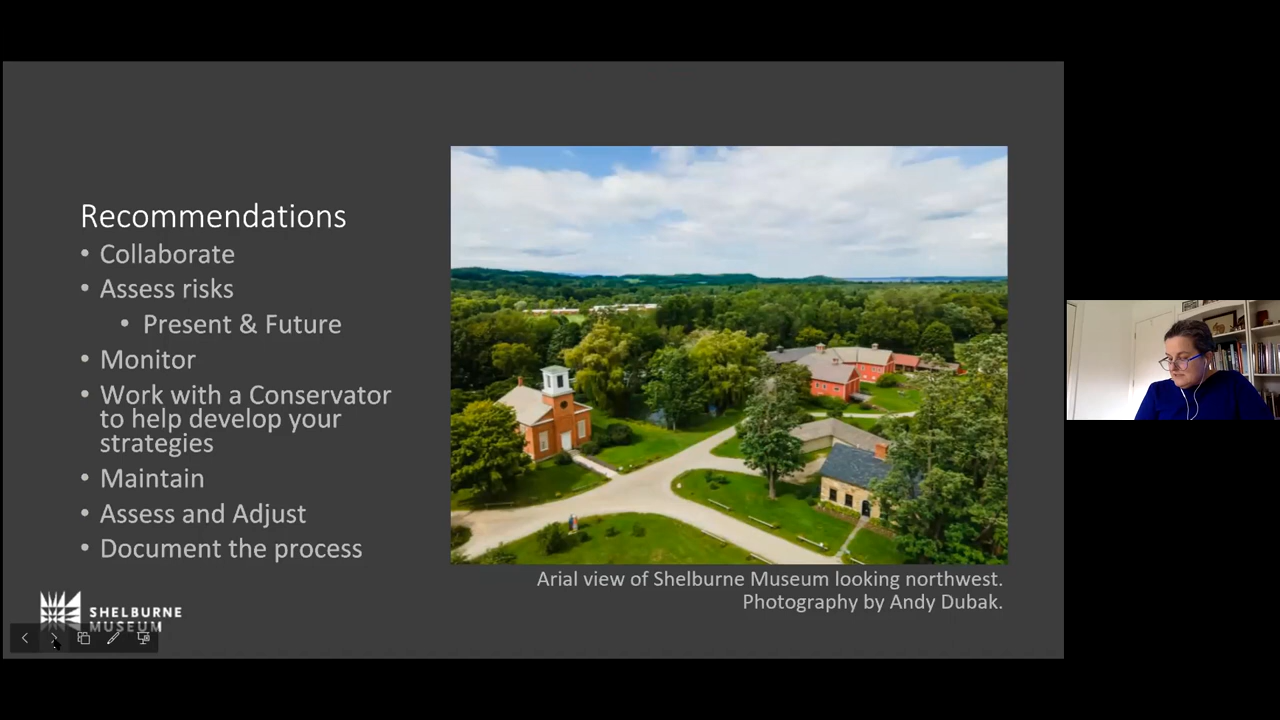 Recommendations
• Collaborate
• Assess risks
• Present & Future
• Monitor
• Work with a Conservator
to help develop your
strategies
• Maintain
• Assess and Adjust
• Document the process
Arial view of Shelburne Museum looking northwest.
Photography by Andy Dubak.
SHELBURNE
MUSEUM